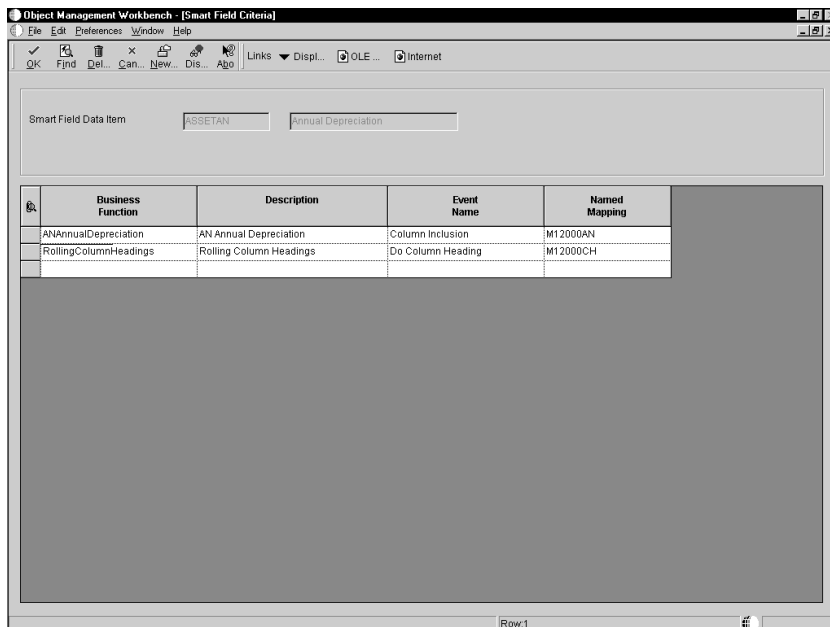 Object Management Workbench - [Smart Field Criteria]
File Edit Preferences Window Help
OK Find Del... Can... New... Dis... Abo Links Displ... OLE ... Internet
Smart Field Data Item ASSETAN Annual Depreciation
Business Function Description Event Name Named Mapping
ANAnnualDepreciation AN Annual Depreciation Column Inclusion M12000AN
RollingColumnHeadings Rolling Column Headings Do Column Heading M12000CH
Row:1